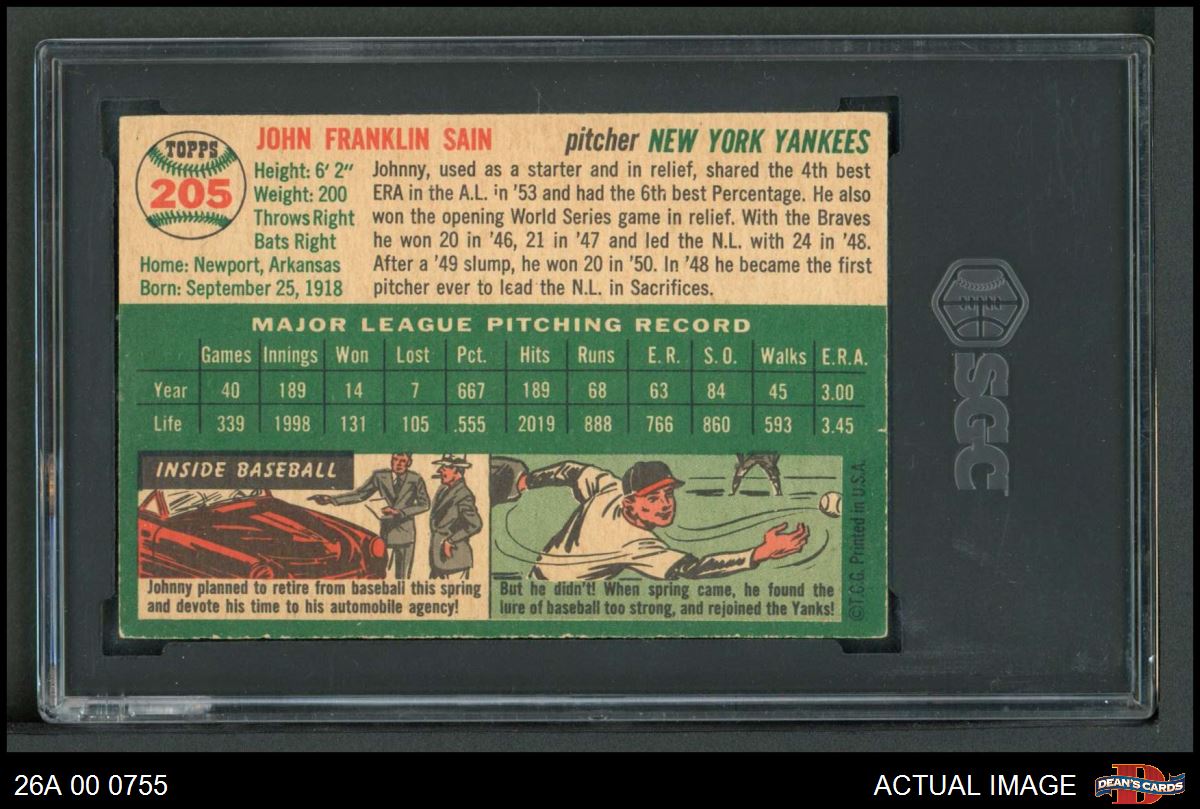 TOPPS
205
JOHN FRANKLIN SAIN
pitcher NEW YORK YANKEES
Height: 6' 2"
Weight: 200
Throws Right
Bats Right
Home: Newport, Arkansas
Born: September 25, 1918
Johnny, used as a starter and in relief, shared the 4th best
ERA in the A.L. in '53 and had the 6th best Percentage. He also
won the opening World Series game in relief. With the Braves
he won 20 in '46, 21 in '47 and led the N.L. with 24 in '48.
After a '49 slump, he won 20 in '50. In '48 he became the first
pitcher ever to lead the N.L. in Sacrifices.
MAJOR LEAGUE PITCHING RECORD
Games Innings Won Lost Pct. Hits Runs E. R. S. O. Walks E.R.A.
Year 40 189 14 7 667 189 68 63 84 45 3.00
Life 339 1998 131 105 .555 2019 888 766 860 593 3.45
INSIDE BASEBALL
Johnny planned to retire from baseball this spring
and devote his time to his automobile agency!
But he didn't! When spring came, he found the
lure of baseball too strong, and rejoined the Yanks!
©T.C.G. Printed in U.S.A.
SGC
26A 00 0755
ACTUAL IMAGE
D
DEAN'S CARDS